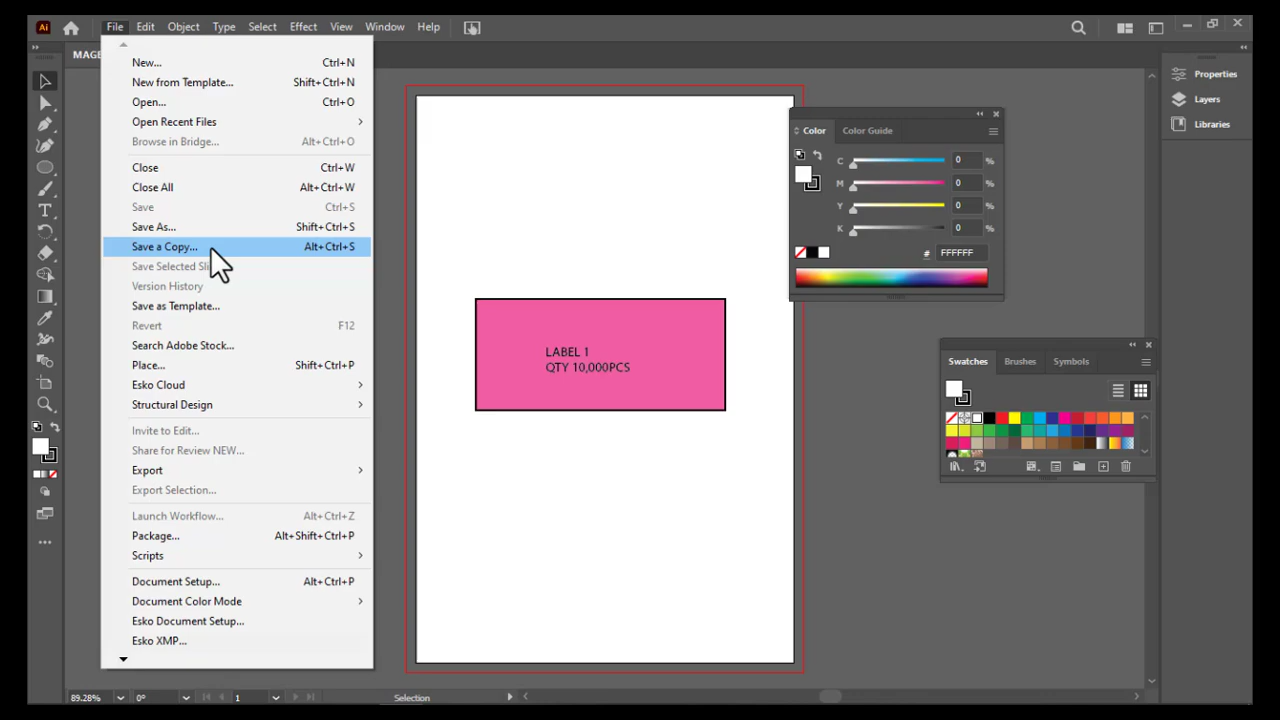 Ai
File Edit Object Type Select Effect View Window Help
New... Ctrl+N
New from Template... Shift+Ctrl+N
Open... Ctrl+O
Open Recent Files
Browse in Bridge... Alt+Ctrl+O
Close Ctrl+W
Close All Alt+Ctrl+W
Save Ctrl+S
Save As... Shift+Ctrl+S
Save a Copy... Alt+Ctrl+S
Save Selected Sli
Version History
Save as Template...
Revert F12
Search Adobe Stock...
Place... Shift+Ctrl+P
Esko Cloud
Structural Design
Invite to Edit...
Share for Review NEW...
Export
Export Selection...
Launch Workflow... Alt+Ctrl+Z
Package... Alt+Shift+Ctrl+P
Scripts
Document Setup... Alt+Ctrl+P
Document Color Mode
Esko Document Setup...
Esko XMP...
LABEL 1
QTY 10,000PCS
Color Color Guide
C 0 %
M 0 %
Y 0 %
K 0 %
# FFFFFF
Swatches Brushes Symbols
Properties
Layers
Libraries
89.28% 0° 1 Selection